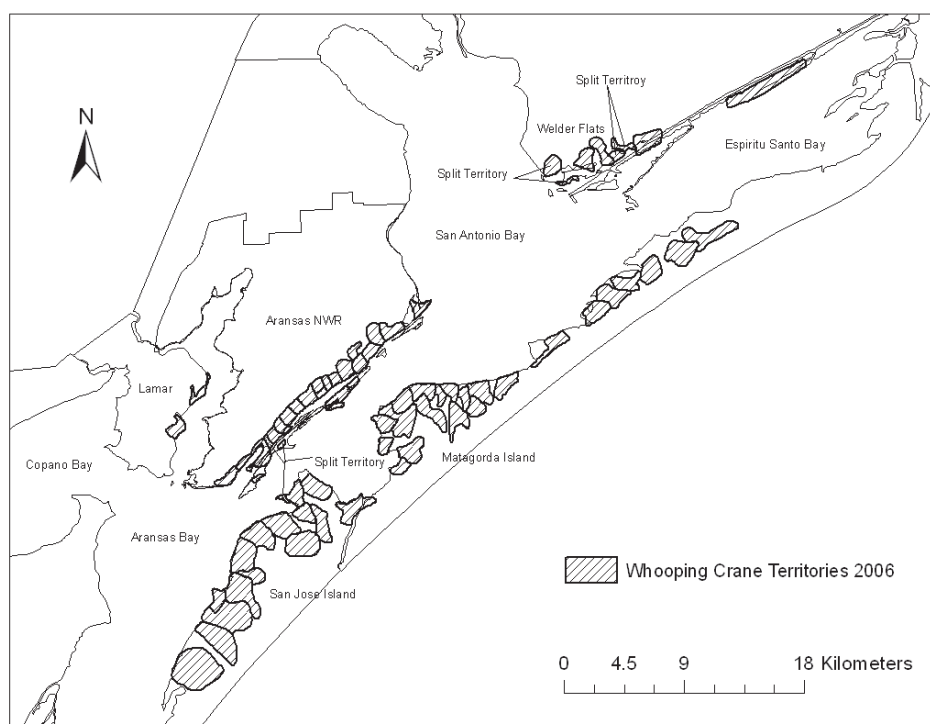 Split Territroy
N
Welder Flats
Espiritu Santo Bay
Split Territory
San Antonio Bay
Aransas NWR
Lamar
Matagorda Island
Copano Bay
Split Territory
Aransas Bay
Whooping Crane Territories 2006
San Jose Island
0 4.5 9 18 Kilometers